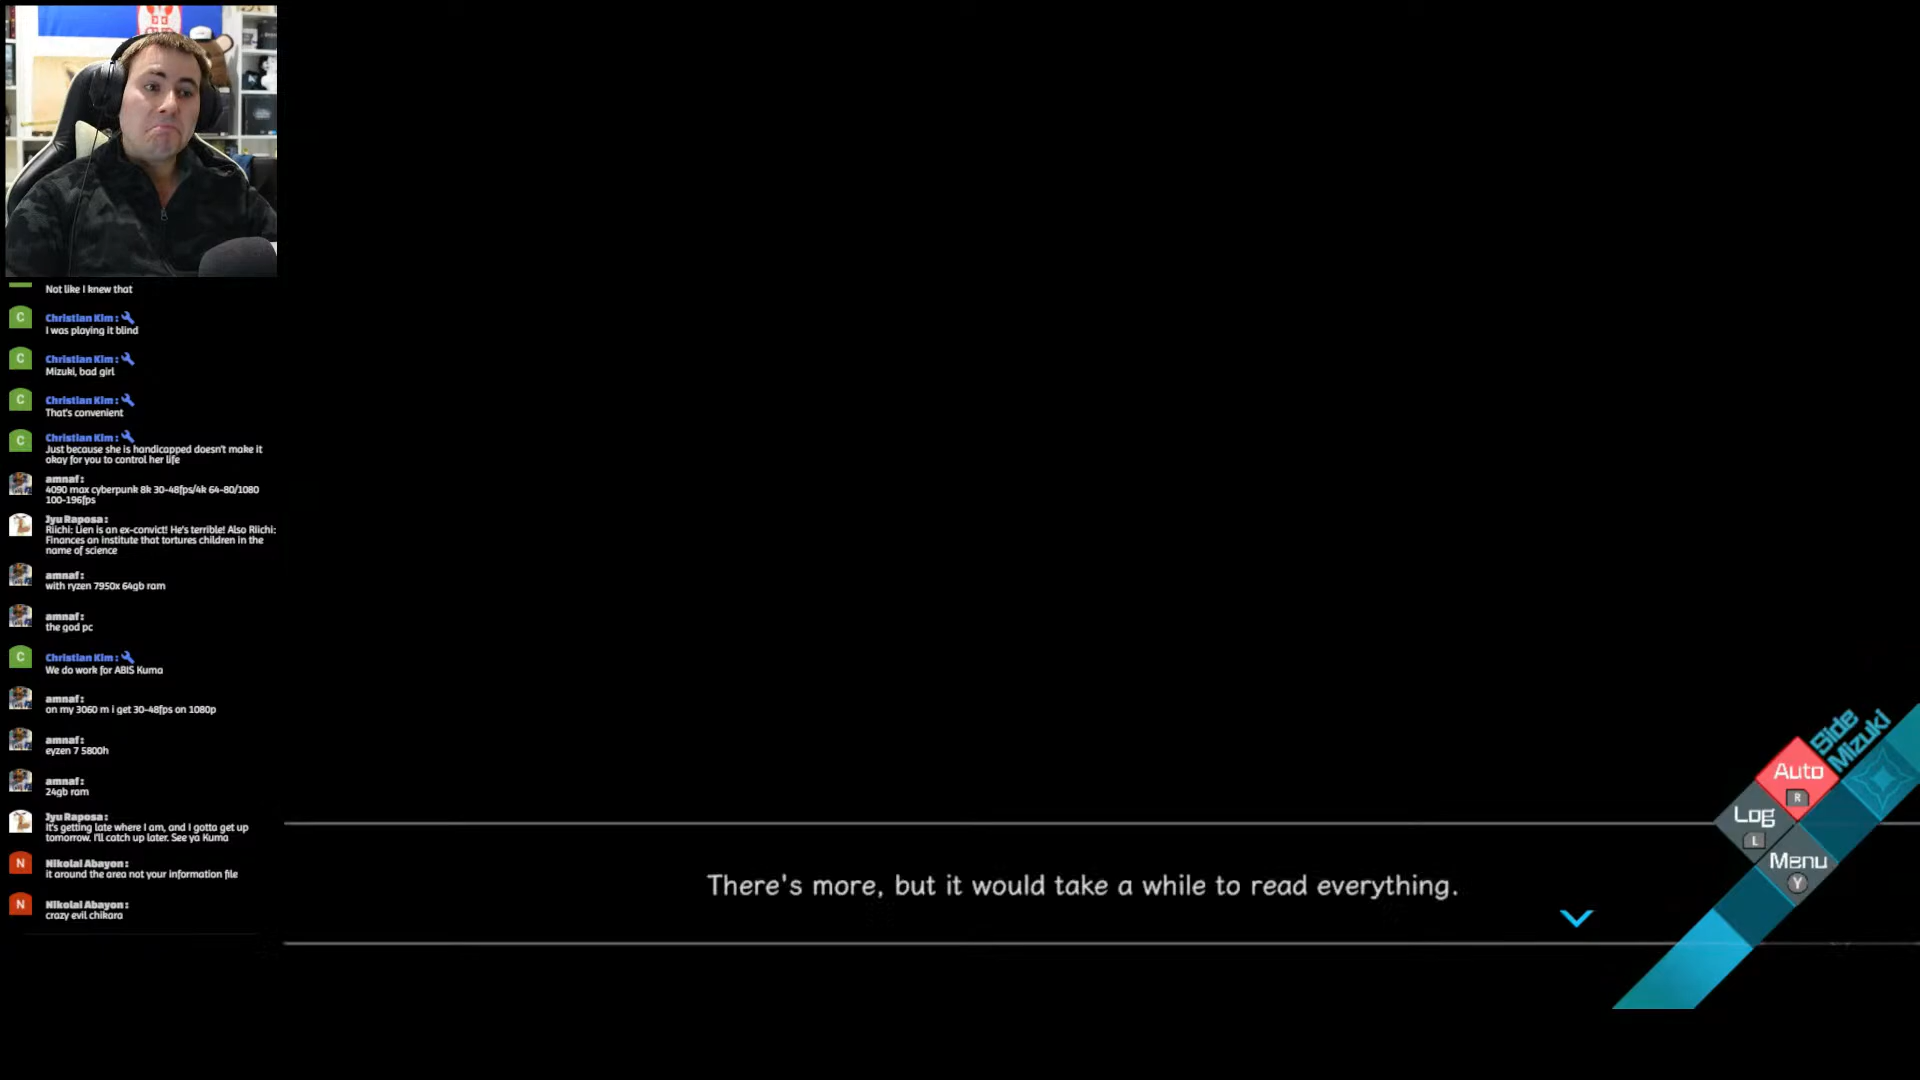 Not like I knew that
Christian Kim :
I was playing it blind
Christian Kim :
Mizuki, bad girl
Christian Kim :
That's convenient
Christian Kim :
Just because she is handicapped doesn't make it
okay for you to control her life
amnaf :
4090 max cyberpunk 8k 30-48fps/4k 64-80/1080
100-196fps
Jyu Raposa :
Riichi: Lien is an ex-convict! He's terrible! Also Riichi:
Finances an institute that tortures children in the
name of science
amnaf :
with ryzen 7950x 64gb ram
amnaf :
the god pc
Christian Kim :
We do work for ABIS Kuma
amnaf :
on my 3060 m i get 30-48fps on 1080p
amnaf :
eyzen 7 5800h
amnaf :
24gb ram
Jyu Raposa :
It's getting late where I am, and I gotta get up
tomorrow. I'll catch up later. See ya Kuma
Nikolai Abayon :
it around the area not your information file
Nikolai Abayon :
crazy evil chikara
C
C
C
C
C
N
N
There's more, but it would take a while to read everything.
Side
Mizuki
Auto
R
Log
L
Menu
Y